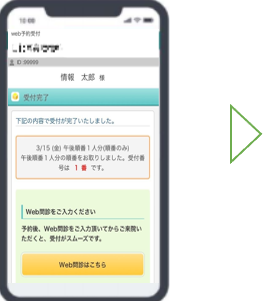 web予約受付
ID:99999
情報 太郎 様
受付完了
下記の内容で受付が完了いたしました。
3/15 (金) 午後順番1人分(順番のみ)
午後順番1人分の順番をお取りしました。受付番
号は 1 番 です。
Web問診をご入力ください
予約後、Web問診をご入力頂いてからご来院い
ただくと、受付がスムーズです。
Web問診はこちら